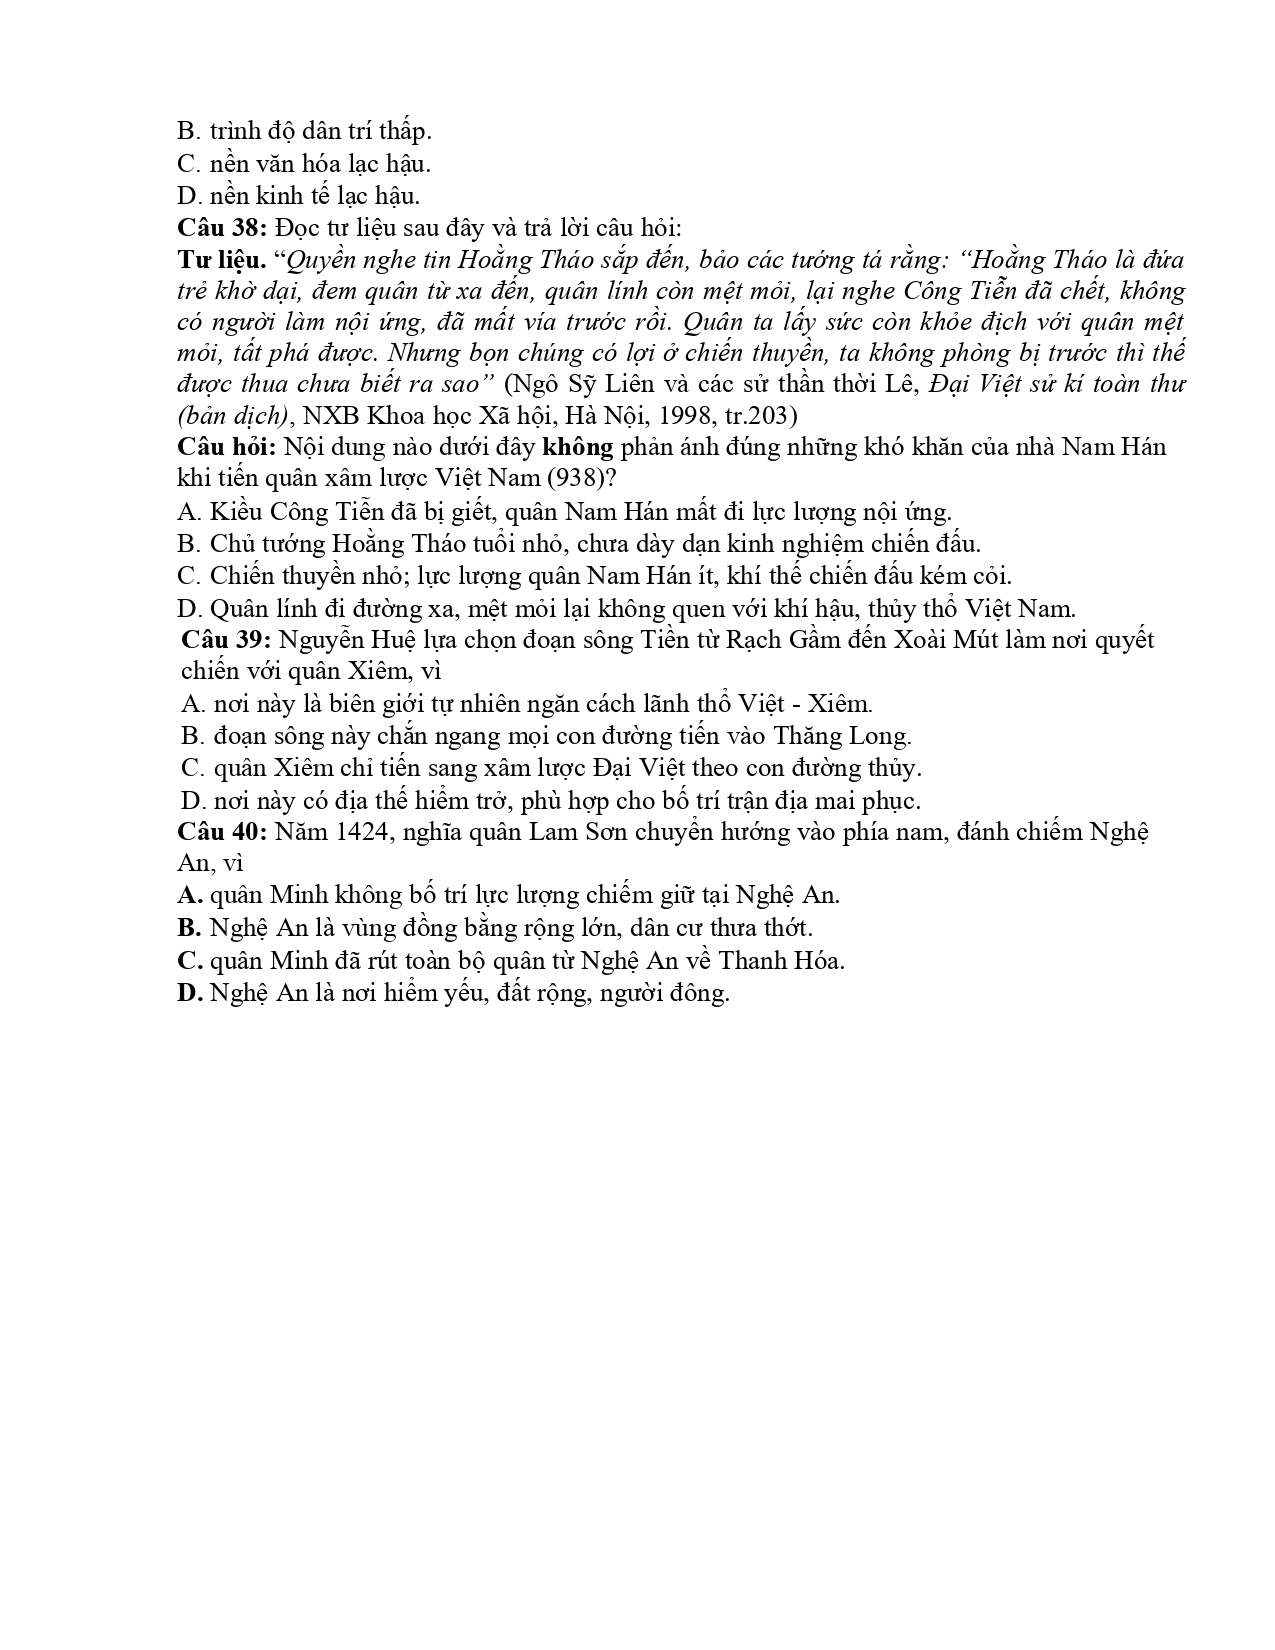 B. trình độ dân trí thấp.
C. nền văn hóa lạc hậu.
D. nền kinh tế lạc hậu.
Câu 38: Đọc tư liệu sau đây và trả lời câu hỏi:
Tư liệu. “Quyền nghe tin Hoằng Tháo sắp đến, bảo các tướng tá rằng: “Hoằng Tháo là đứa
trẻ khờ dại, đem quân từ xa đến, quân lính còn mệt mỏi, lại nghe Công Tiễn đã chết, không
có người làm nội ứng, đã mất vía trước rồi. Quân ta lấy sức còn khỏe địch với quân mệt
mỏi, tất phá được. Nhưng bọn chúng có lợi ở chiến thuyền, ta không phòng bị trước thì thế
được thua chưa biết ra sao” (Ngô Sỹ Liên và các sử thần thời Lê, Đại Việt sử kí toàn thư
(bản dịch), NXB Khoa học Xã hội, Hà Nội, 1998, tr.203)
Câu hỏi: Nội dung nào dưới đây không phản ánh đúng những khó khăn của nhà Nam Hán
khi tiến quân xâm lược Việt Nam (938)?
A. Kiều Công Tiễn đã bị giết, quân Nam Hán mất đi lực lượng nội ứng.
B. Chủ tướng Hoằng Tháo tuổi nhỏ, chưa dày dạn kinh nghiệm chiến đấu.
C. Chiến thuyền nhỏ; lực lượng quân Nam Hán ít, khí thế chiến đấu kém cỏi.
D. Quân lính đi đường xa, mệt mỏi lại không quen với khí hậu, thủy thổ Việt Nam.
Câu 39: Nguyễn Huệ lựa chọn đoạn sông Tiền từ Rạch Gầm đến Xoài Mút làm nơi quyết
chiến với quân Xiêm, vì
A. nơi này là biên giới tự nhiên ngăn cách lãnh thổ Việt - Xiêm.
B. đoạn sông này chắn ngang mọi con đường tiến vào Thăng Long.
C. quân Xiêm chỉ tiến sang xâm lược Đại Việt theo con đường thủy.
D. nơi này có địa thế hiểm trở, phù hợp cho bố trí trận địa mai phục.
Câu 40: Năm 1424, nghĩa quân Lam Sơn chuyển hướng vào phía nam, đánh chiếm Nghệ
An, vì
A. quân Minh không bố trí lực lượng chiếm giữ tại Nghệ An.
B. Nghệ An là vùng đồng bằng rộng lớn, dân cư thưa thớt.
C. quân Minh đã rút toàn bộ quân từ Nghệ An về Thanh Hóa.
D. Nghệ An là nơi hiểm yếu, đất rộng, người đông.